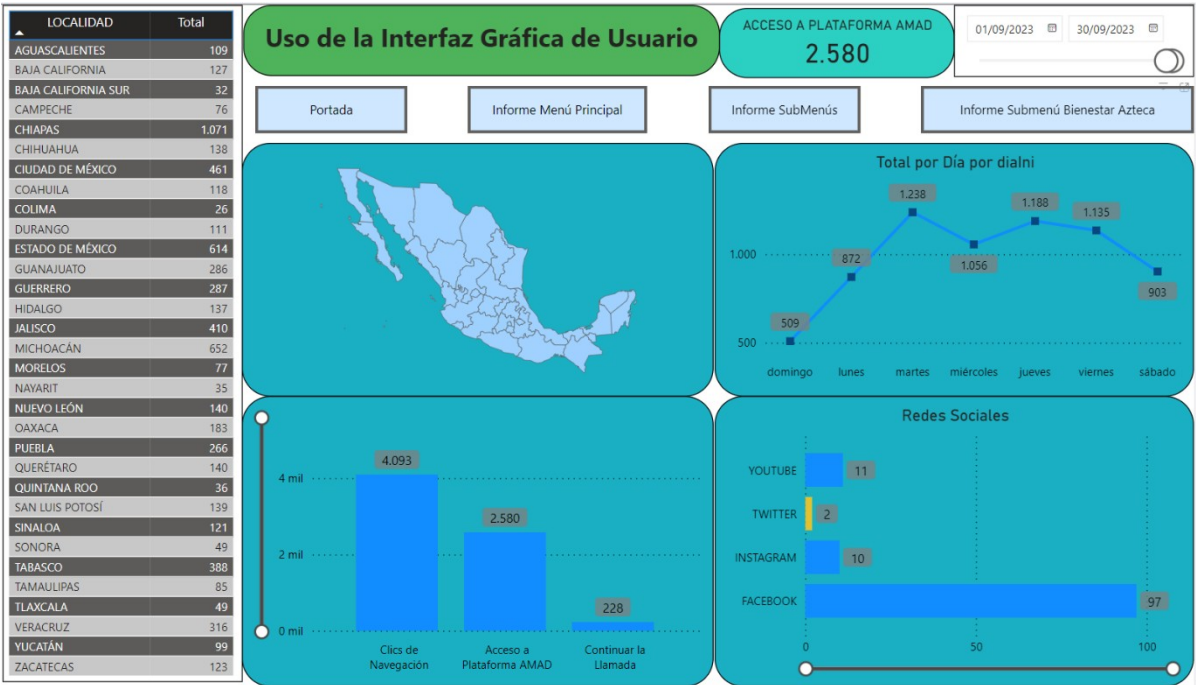 LOCALIDAD Total
AGUASCALIENTES 109
BAJA CALIFORNIA 127
BAJA CALIFORNIA SUR 32
CAMPECHE 76
CHIAPAS 1.071
CHIHUAHUA 138
CIUDAD DE MÉXICO 461
COAHUILA 118
COLIMA 26
DURANGO 111
ESTADO DE MÉXICO 614
GUANAJUATO 286
GUERRERO 287
HIDALGO 137
JALISCO 410
MICHOACÁN 652
MORELOS 77
NAYARIT 35
NUEVO LEÓN 140
OAXACA 183
PUEBLA 266
QUERÉTARO 140
QUINTANA ROO 36
SAN LUIS POTOSÍ 139
SINALOA 121
SONORA 49
TABASCO 388
TAMAULIPAS 85
TLAXCALA 49
VERACRUZ 316
YUCATÁN 99
ZACATECAS 123
Uso de la Interfaz Gráfica de Usuario
ACCESO A PLATAFORMA AMAD
2.580
01/09/2023 30/09/2023
Portada
Informe Menú Principal
Informe SubMenús
Informe Submenú Bienestar Azteca
Total por Día por diaIni
1.238
1.188
1.135
1.000
872
1.056
903
509
500
domingo lunes martes miércoles jueves viernes sábado
4.093
4 mil
2.580
2 mil
228
0 mil
Clics de
Navegación
Acceso a
Plataforma AMAD
Continuar la
Llamada
Redes Sociales
YOUTUBE 11
TWITTER 2
INSTAGRAM 10
FACEBOOK 97
0 50 100